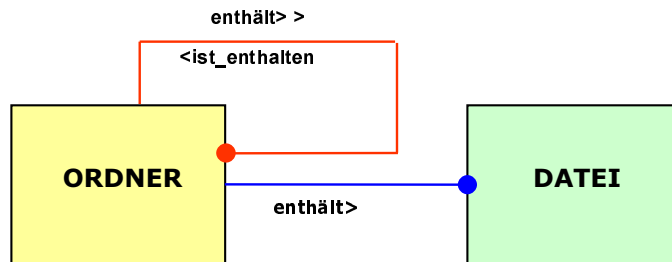 enthält> >
<ist_enthalten
ORDNER
DATEI
enthält>